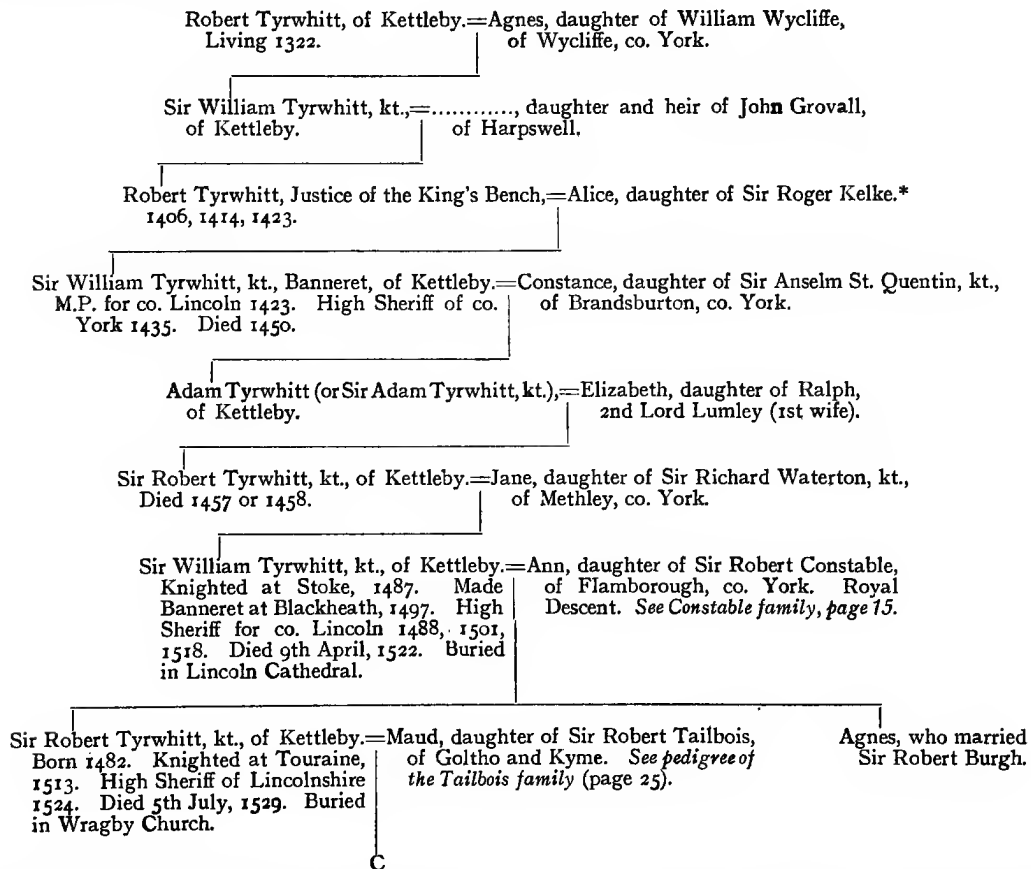 Robert Tyrwhitt, of Kettleby.=Agnes, daughter of William Wycliffe,
Living 1322. of Wycliffe, co. York.
Sir William Tyrwhitt, kt.,=............, daughter and heir of John Grovall,
of Kettleby. of Harpswell.
Robert Tyrwhitt, Justice of the King's Bench,=Alice, daughter of Sir Roger Kelke.*
1406, 1414, 1423.
Sir William Tyrwhitt, kt., Banneret, of Kettleby.=Constance, daughter of Sir Anselm St. Quentin, kt.,
M.P. for co. Lincoln 1423. High Sheriff of co. of Brandsburton, co. York.
York 1435. Died 1450.
Adam Tyrwhitt (or Sir Adam Tyrwhitt, kt.),=Elizabeth, daughter of Ralph,
of Kettleby. 2nd Lord Lumley (1st wife).
Sir Robert Tyrwhitt, kt., of Kettleby.=Jane, daughter of Sir Richard Waterton, kt.,
Died 1457 or 1458. of Methley, co. York.
Sir William Tyrwhitt, kt., of Kettleby.=Ann, daughter of Sir Robert Constable,
Knighted at Stoke, 1487. Made of Flamborough, co. York. Royal
Banneret at Blackheath, 1497. High Descent. See Constable family, page 15.
Sheriff for co. Lincoln 1488, 1501,
1518. Died 9th April, 1522. Buried
in Lincoln Cathedral.
Sir Robert Tyrwhitt, kt., of Kettleby.=Maud, daughter of Sir Robert Tailbois, Agnes, who married
Born 1482. Knighted at Touraine, of Goltho and Kyme. See pedigree of Sir Robert Burgh.
1513. High Sheriff of Lincolnshire the Tailbois family (page 25).
1524. Died 5th July, 1529. Buried
in Wragby Church.
C